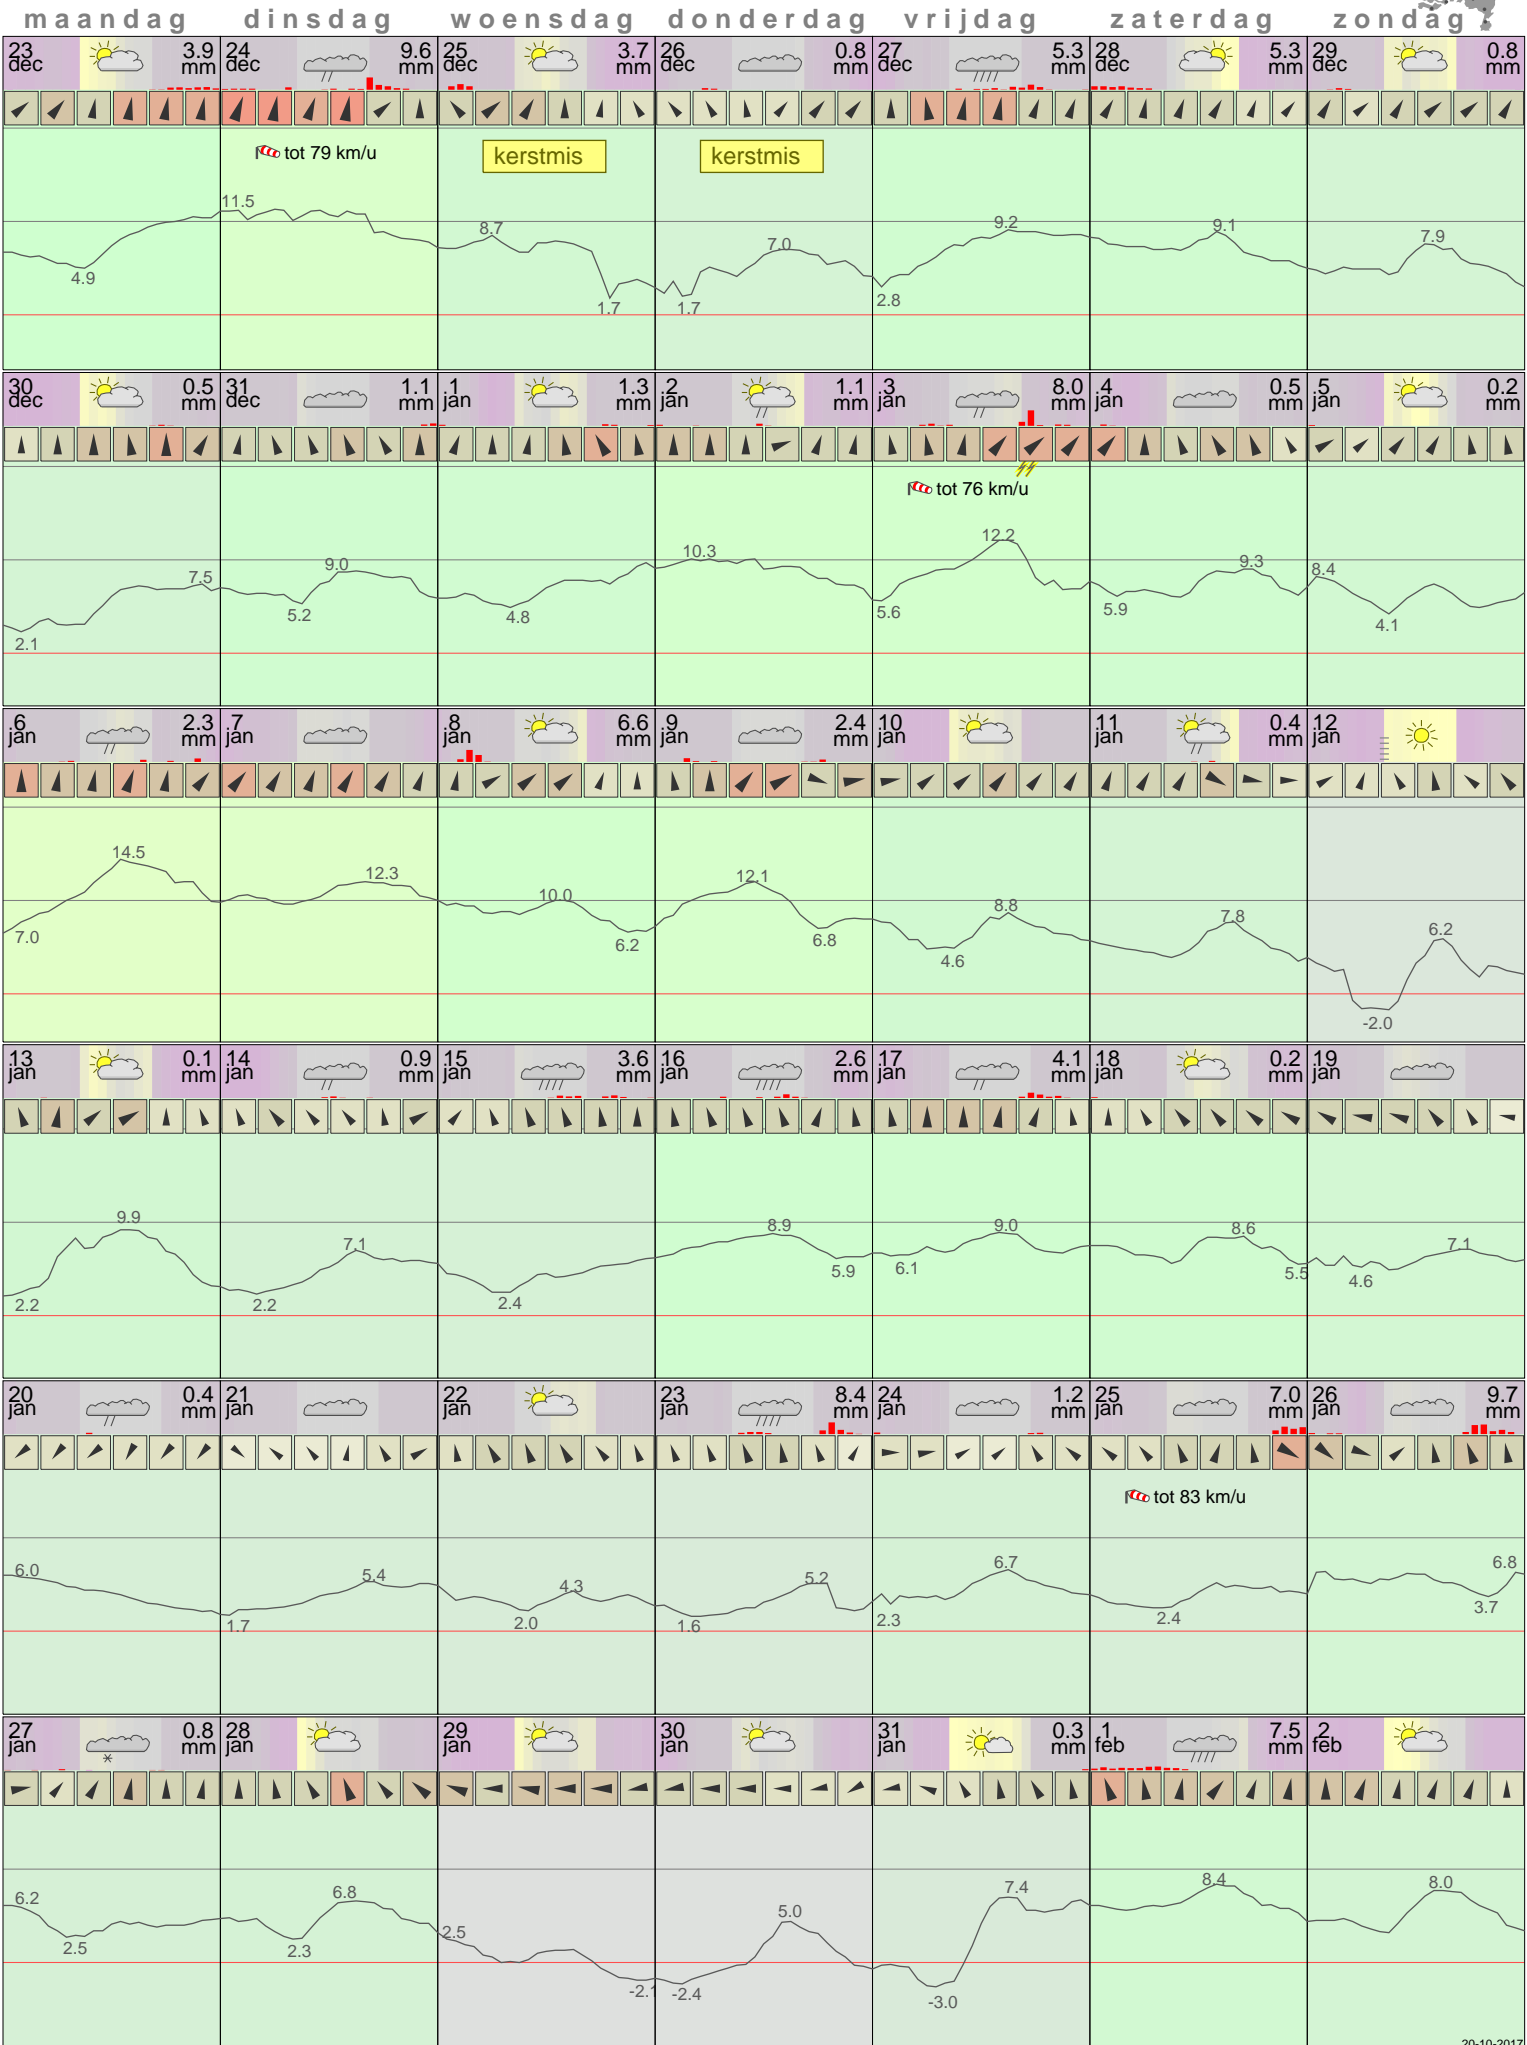 maandag dinsdag woensdag donderdag vrijdag zaterdag zondag
23 dec 3.9 mm 24 dec 9.6 mm 25 dec 3.7 mm 26 dec 0.8 mm 27 dec 5.3 mm 28 dec 5.3 mm 29 dec 0.8 mm
tot 79 km/u kerstmis kerstmis
11.5 8.7 7.0 9.2 9.1 7.9
4.9 1.7 1.7 2.8
30 dec 0.5 mm 31 dec 1.1 mm 1 jan 1.3 mm 2 jan 1.1 mm 3 jan 8.0 mm 4 jan 0.5 mm 5 jan 0.2 mm
tot 76 km/u
7.5 9.0 10.3 12.2 9.3 8.4
2.1 5.2 4.8 5.6 5.9 4.1
6 jan 2.3 mm 7 jan 8 jan 6.6 mm 9 jan 2.4 mm 10 jan 11 jan 0.4 mm 12 jan
14.5 12.3 10.0 12.1 8.8 7.8 6.2
7.0 6.2 6.8 4.6 -2.0
13 jan 0.1 mm 14 jan 0.9 mm 15 jan 3.6 mm 16 jan 2.6 mm 17 jan 4.1 mm 18 jan 0.2 mm 19 jan
9.9 7.1 8.9 9.0 8.6 7.1
2.2 2.2 2.4 5.9 6.1 5.5 4.6
20 jan 0.4 mm 21 jan 22 jan 23 jan 8.4 mm 24 jan 1.2 mm 25 jan 7.0 mm 26 jan 9.7 mm
tot 83 km/u
6.0 5.4 4.3 5.2 6.7 6.8
1.7 2.0 1.6 2.3 2.4 3.7
27 jan 0.8 mm 28 jan 29 jan 30 jan 31 jan 0.3 mm 1 feb 7.5 mm 2 feb
6.2 6.8 2.5 5.0 7.4 8.4 8.0
2.5 2.3 -2.1 -2.4 -3.0
20-10-2017